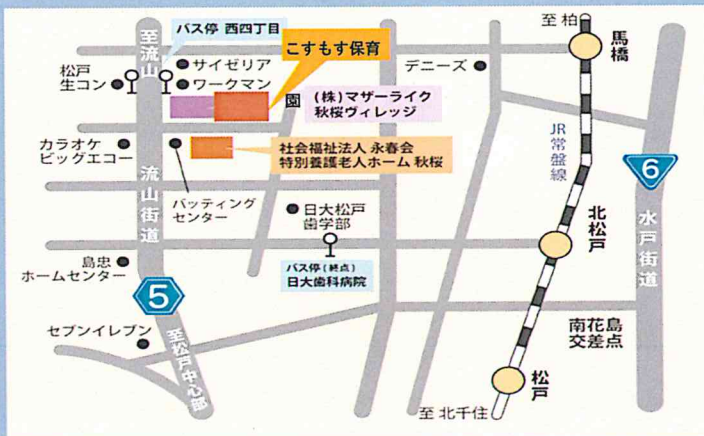 至流山
バス停 西四丁目
サイゼリア
ワークマン
松戸
生コン
こすもす保育
園
(株)マザーライク
秋桜ヴィレッジ
デニーズ
至 柏
馬橋
カラオケ
ビッグエコー
バッティング
センター
社会福祉法人 永春会
特別養護老人ホーム 秋桜
流山街道
JR常盤線
6
水戸街道
日大松戸
歯学部
北松戸
バス停(終点)
日大歯科病院
島忠
ホームセンター
5
セブンイレブン
至松戸中心部
南花島
交差点
松戸
至 北千住